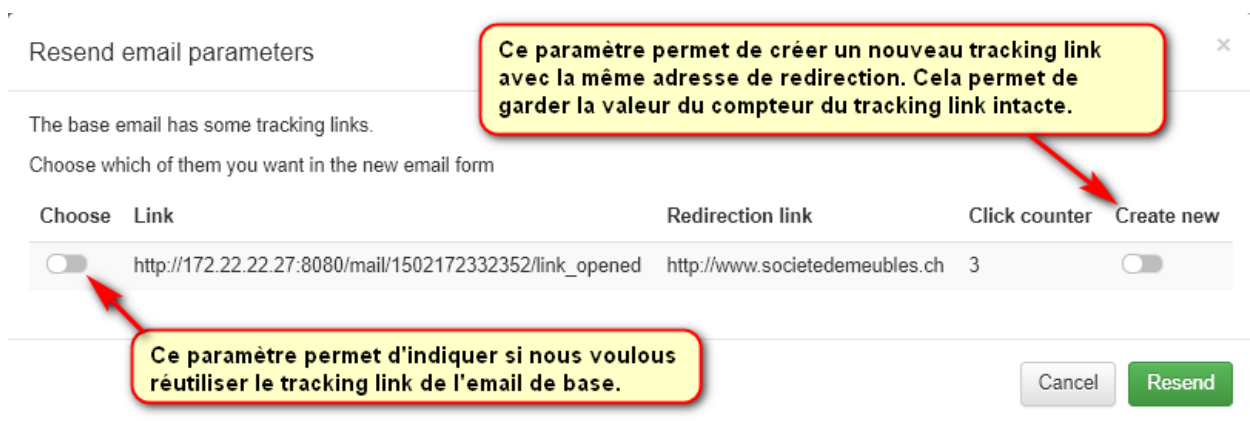 Resend email parameters
×
Ce paramètre permet de créer un nouveau tracking link
avec la même adresse de redirection. Cela permet de
garder la valeur du compteur du tracking link intacte.
The base email has some tracking links.
Choose which of them you want in the new email form
Choose Link Redirection link Click counter Create new
http://172.22.22.27:8080/mail/1502172332352/link_opened http://www.societedemeubles.ch 3
Ce paramètre permet d'indiquer si nous voulous
réutiliser le tracking link de l'email de base.
Cancel Resend